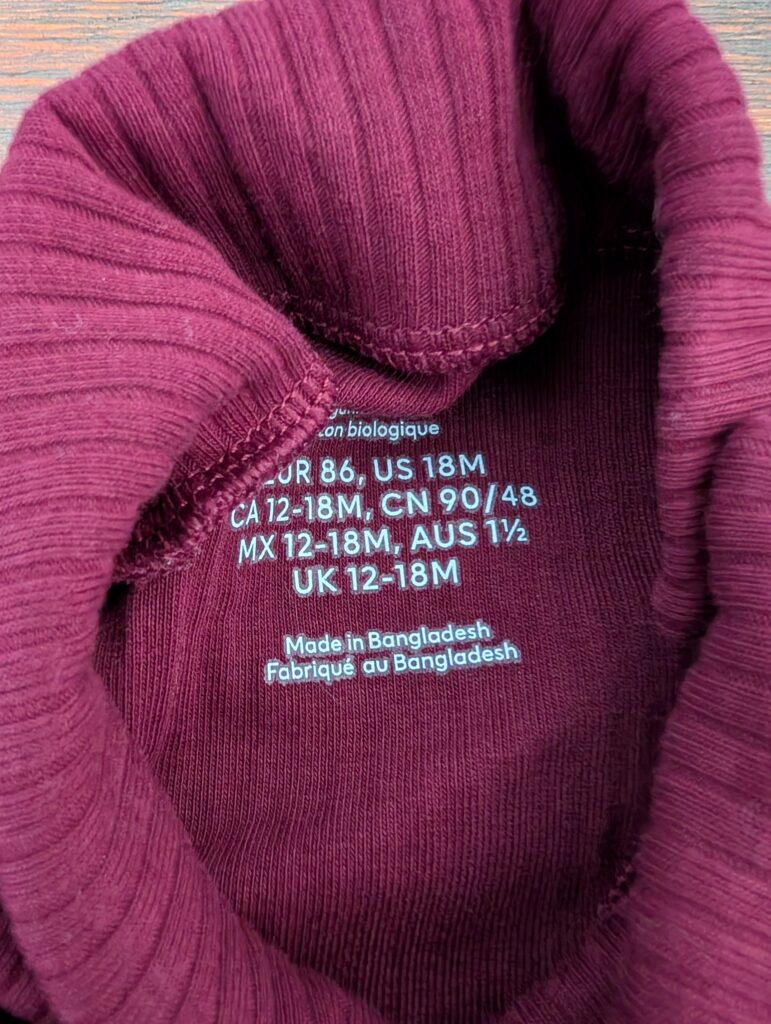 biologique
EUR 86, US 18M
CA 12-18M, CN 90/48
MX 12-18M, AUS 1½
UK 12-18M
Made in Bangladesh
Fabriqué au Bangladesh